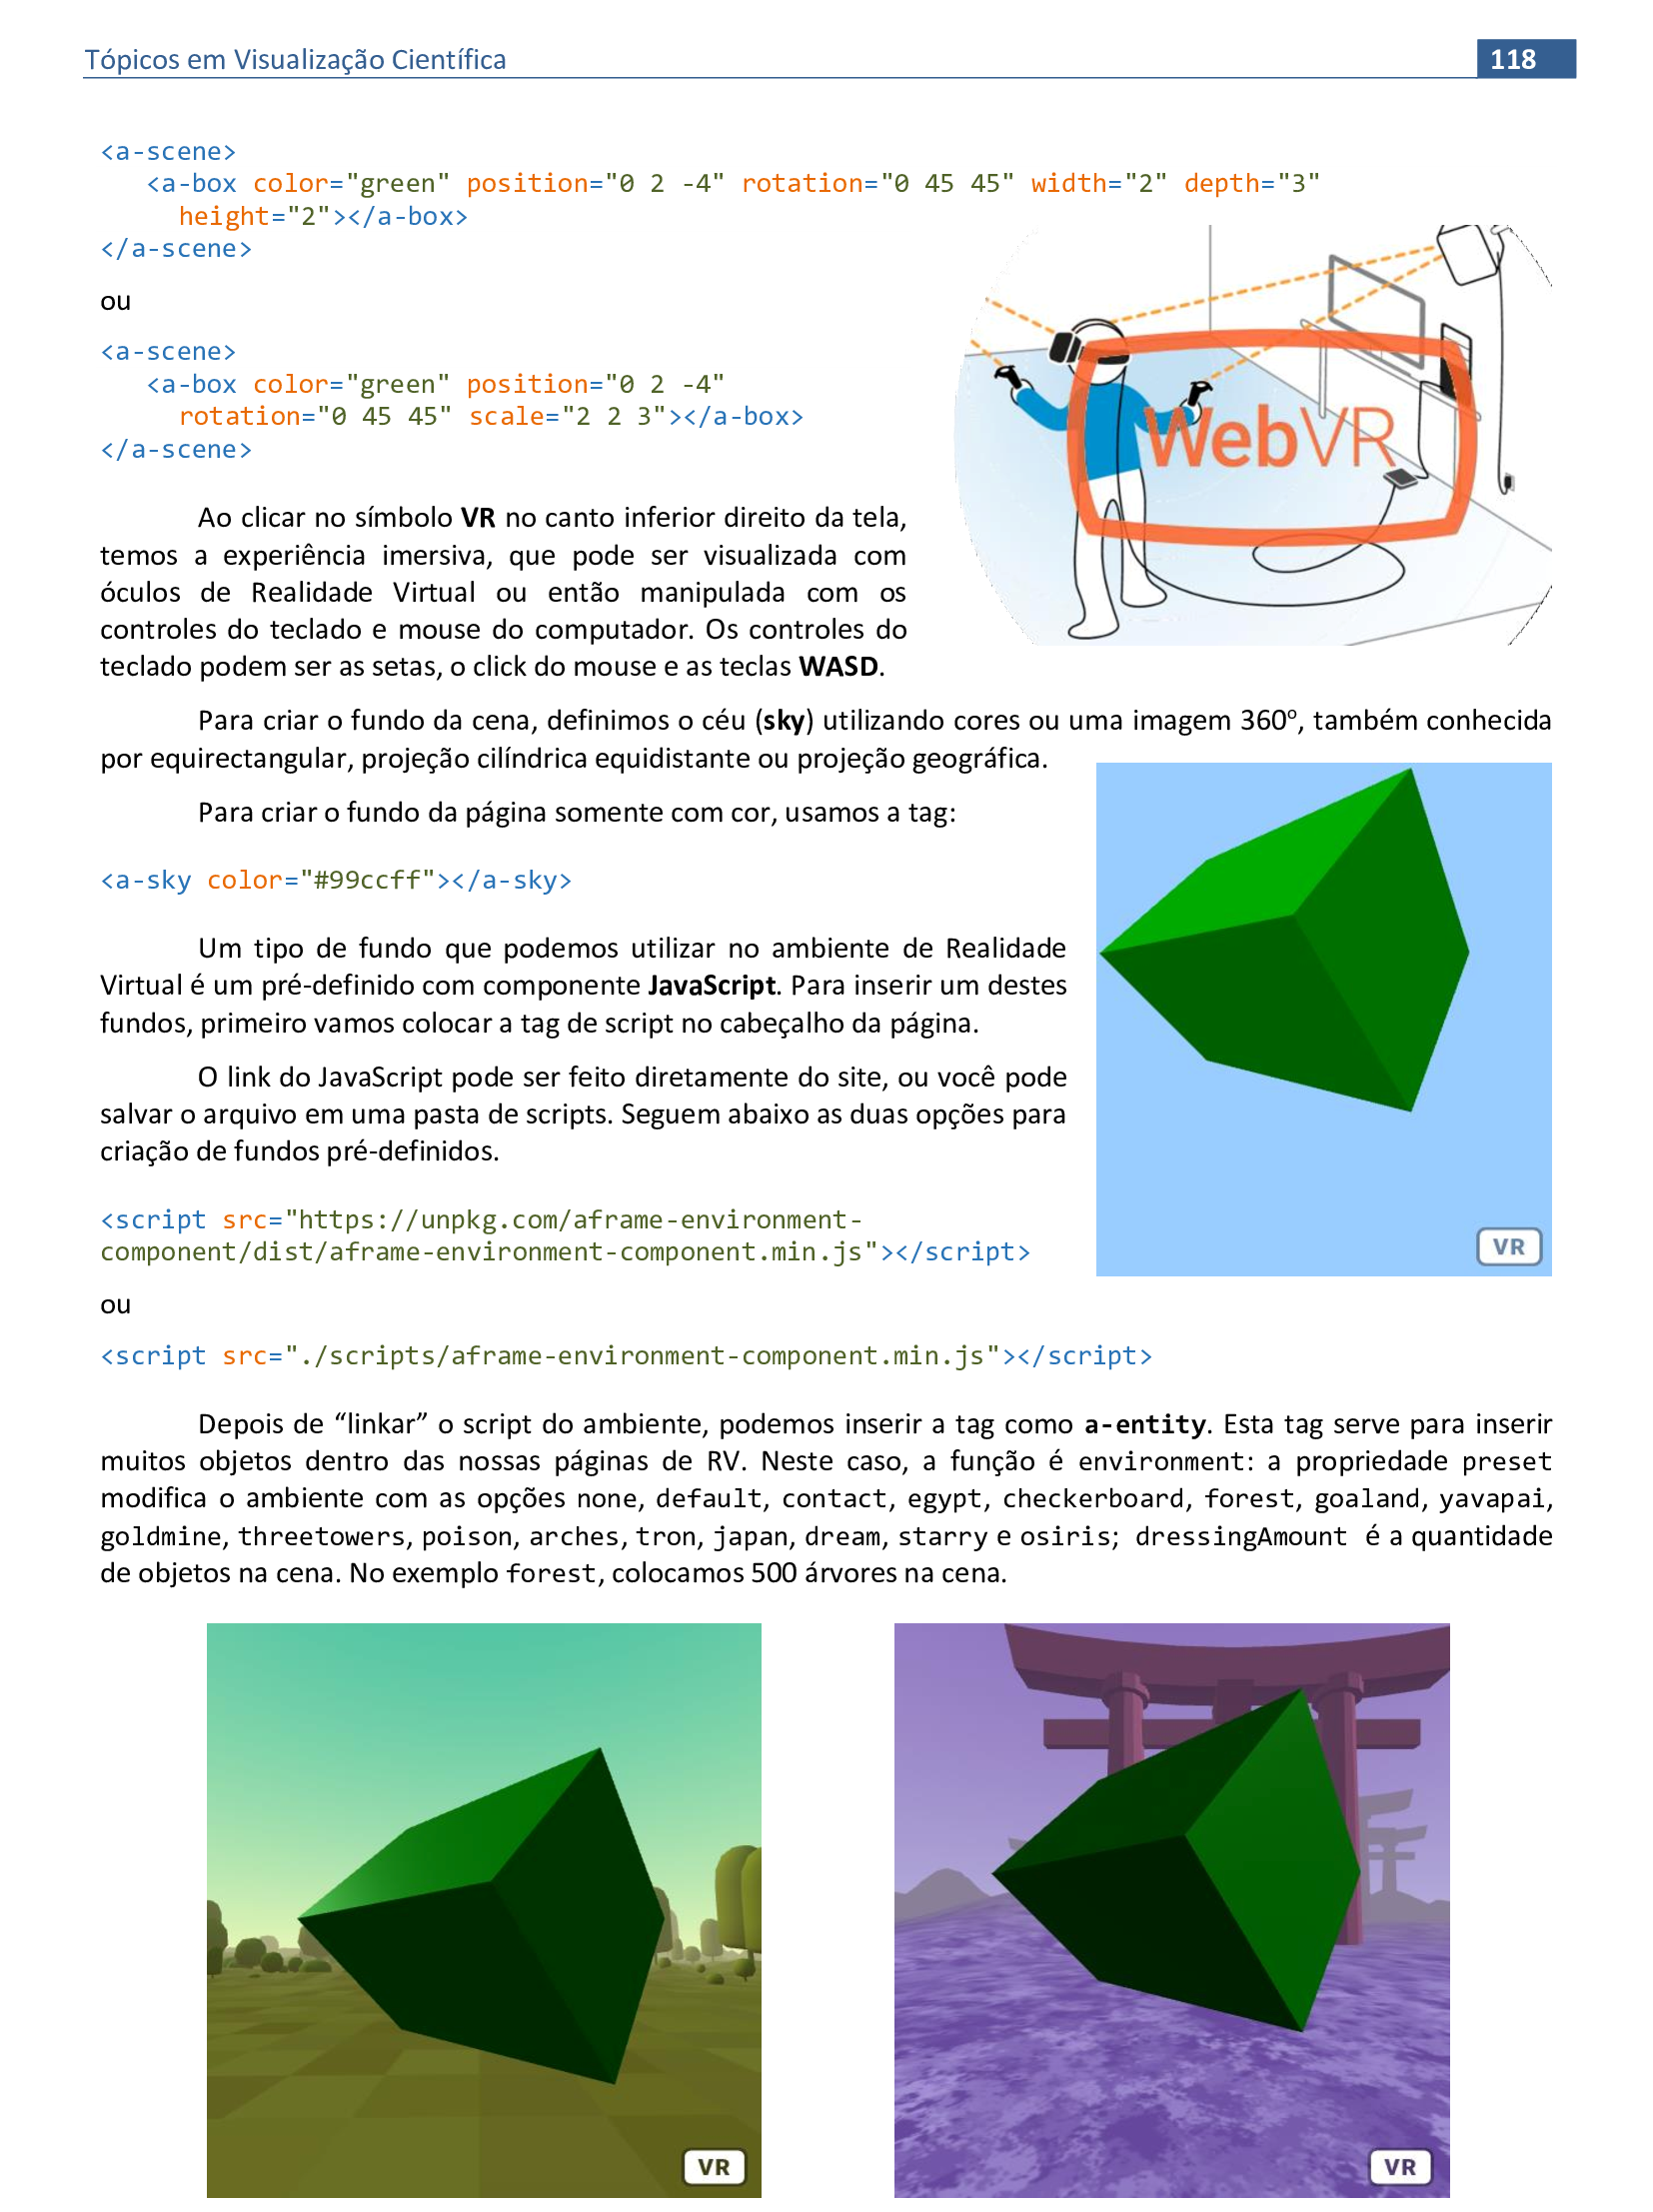 Tópicos em Visualização Científica
118
<a-scene>
<a-box color="green" position="0 2 -4" rotation="0 45 45" width="2" depth="3"
height="2"></a-box>
</a-scene>
ou
<a-scene>
<a-box color="green" position="0 2 -4"
rotation="0 45 45" scale="2 2 3"></a-box>
</a-scene>
WebVR
Ao clicar no símbolo VR no canto inferior direito da tela,
temos a experiência imersiva, que pode ser visualizada com
óculos de Realidade Virtual ou então manipulada com os
controles do teclado e mouse do computador. Os controles do
teclado podem ser as setas, o click do mouse e as teclas WASD.
Para criar o fundo da cena, definimos o céu (sky) utilizando cores ou uma imagem 360º, também conhecida
por equirectangular, projeção cilíndrica equidistante ou projeção geográfica.
Para criar o fundo da página somente com cor, usamos a tag:
<a-sky color="#99ccff"></a-sky>
Um tipo de fundo que podemos utilizar no ambiente de Realidade
Virtual é um pré-definido com componente JavaScript. Para inserir um destes
fundos, primeiro vamos colocar a tag de script no cabeçalho da página.
O link do JavaScript pode ser feito diretamente do site, ou você pode
salvar o arquivo em uma pasta de scripts. Seguem abaixo as duas opções para
criação de fundos pré-definidos.
<script src="https://unpkg.com/aframe-environment-
component/dist/aframe-environment-component.min.js"></script>
VR
ou
<script src="./scripts/aframe-environment-component.min.js"></script>
Depois de “linkar” o script do ambiente, podemos inserir a tag como a-entity. Esta tag serve para inserir
muitos objetos dentro das nossas páginas de RV. Neste caso, a função é environment: a propriedade preset
modifica o ambiente com as opções none, default, contact, egypt, checkerboard, forest, goaland, yavapai,
goldmine, threetowers, poison, arches, tron, japan, dream, starry e osiris; dressingAmount é a quantidade
de objetos na cena. No exemplo forest, colocamos 500 árvores na cena.
VR
VR